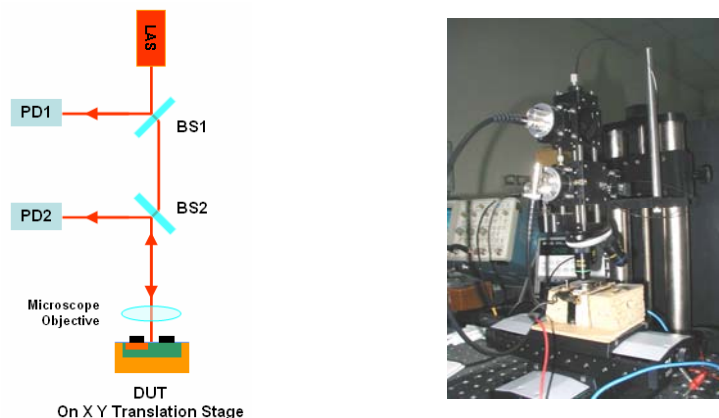 LAS
PD1
BS1
PD2
BS2
Microscope
Objective
DUT
On X Y Translation Stage